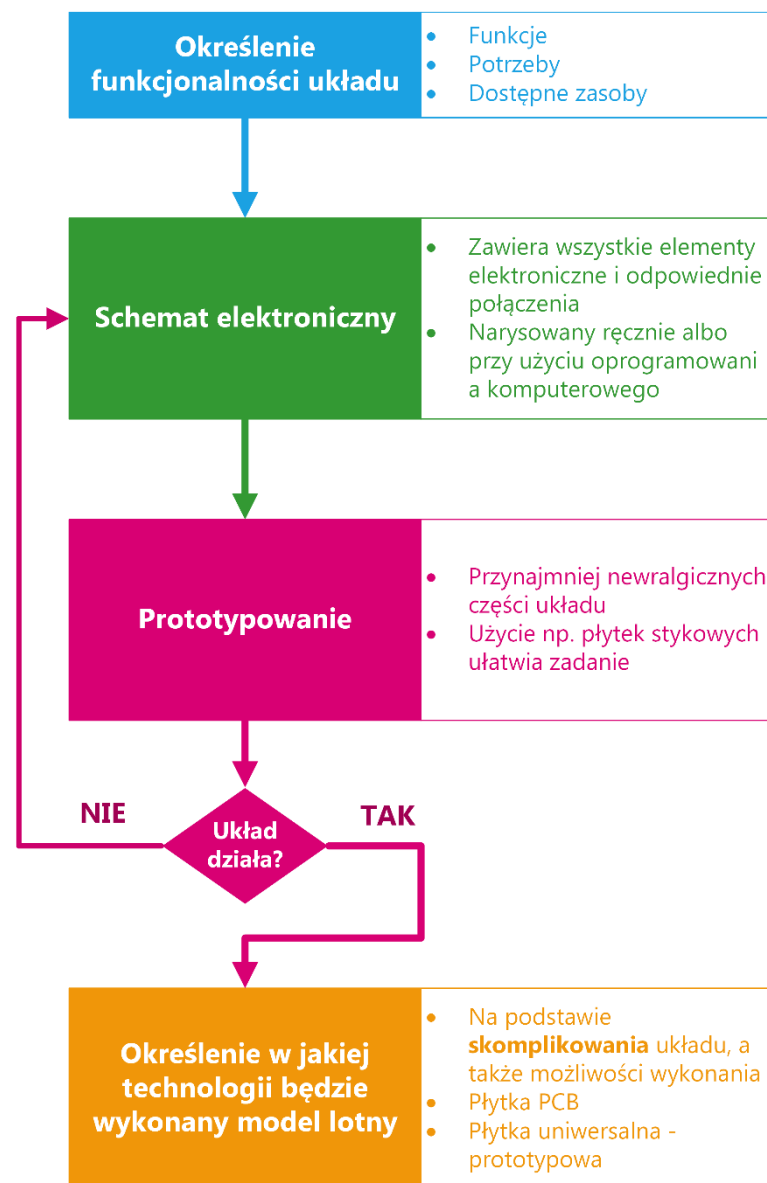 Określenie
funkcjonalności układu
• Funkcje
• Potrzeby
• Dostępne zasoby
Schemat elektroniczny
• Zawiera wszystkie elementy
elektroniczne i odpowiednie
połączenia
• Narysowany ręcznie albo
przy użyciu oprogramowani
a komputerowego
Prototypowanie
• Przynajmniej newralgicznych
części układu
• Użycie np. płytek stykowych
ułatwia zadanie
NIE
Układ
działa?
TAK
Określenie w jakiej
technologii będzie
wykonany model lotny
• Na podstawie
skomplikowania układu, a
także możliwości wykonania
• Płytka PCB
• Płytka uniwersalna -
prototypowa